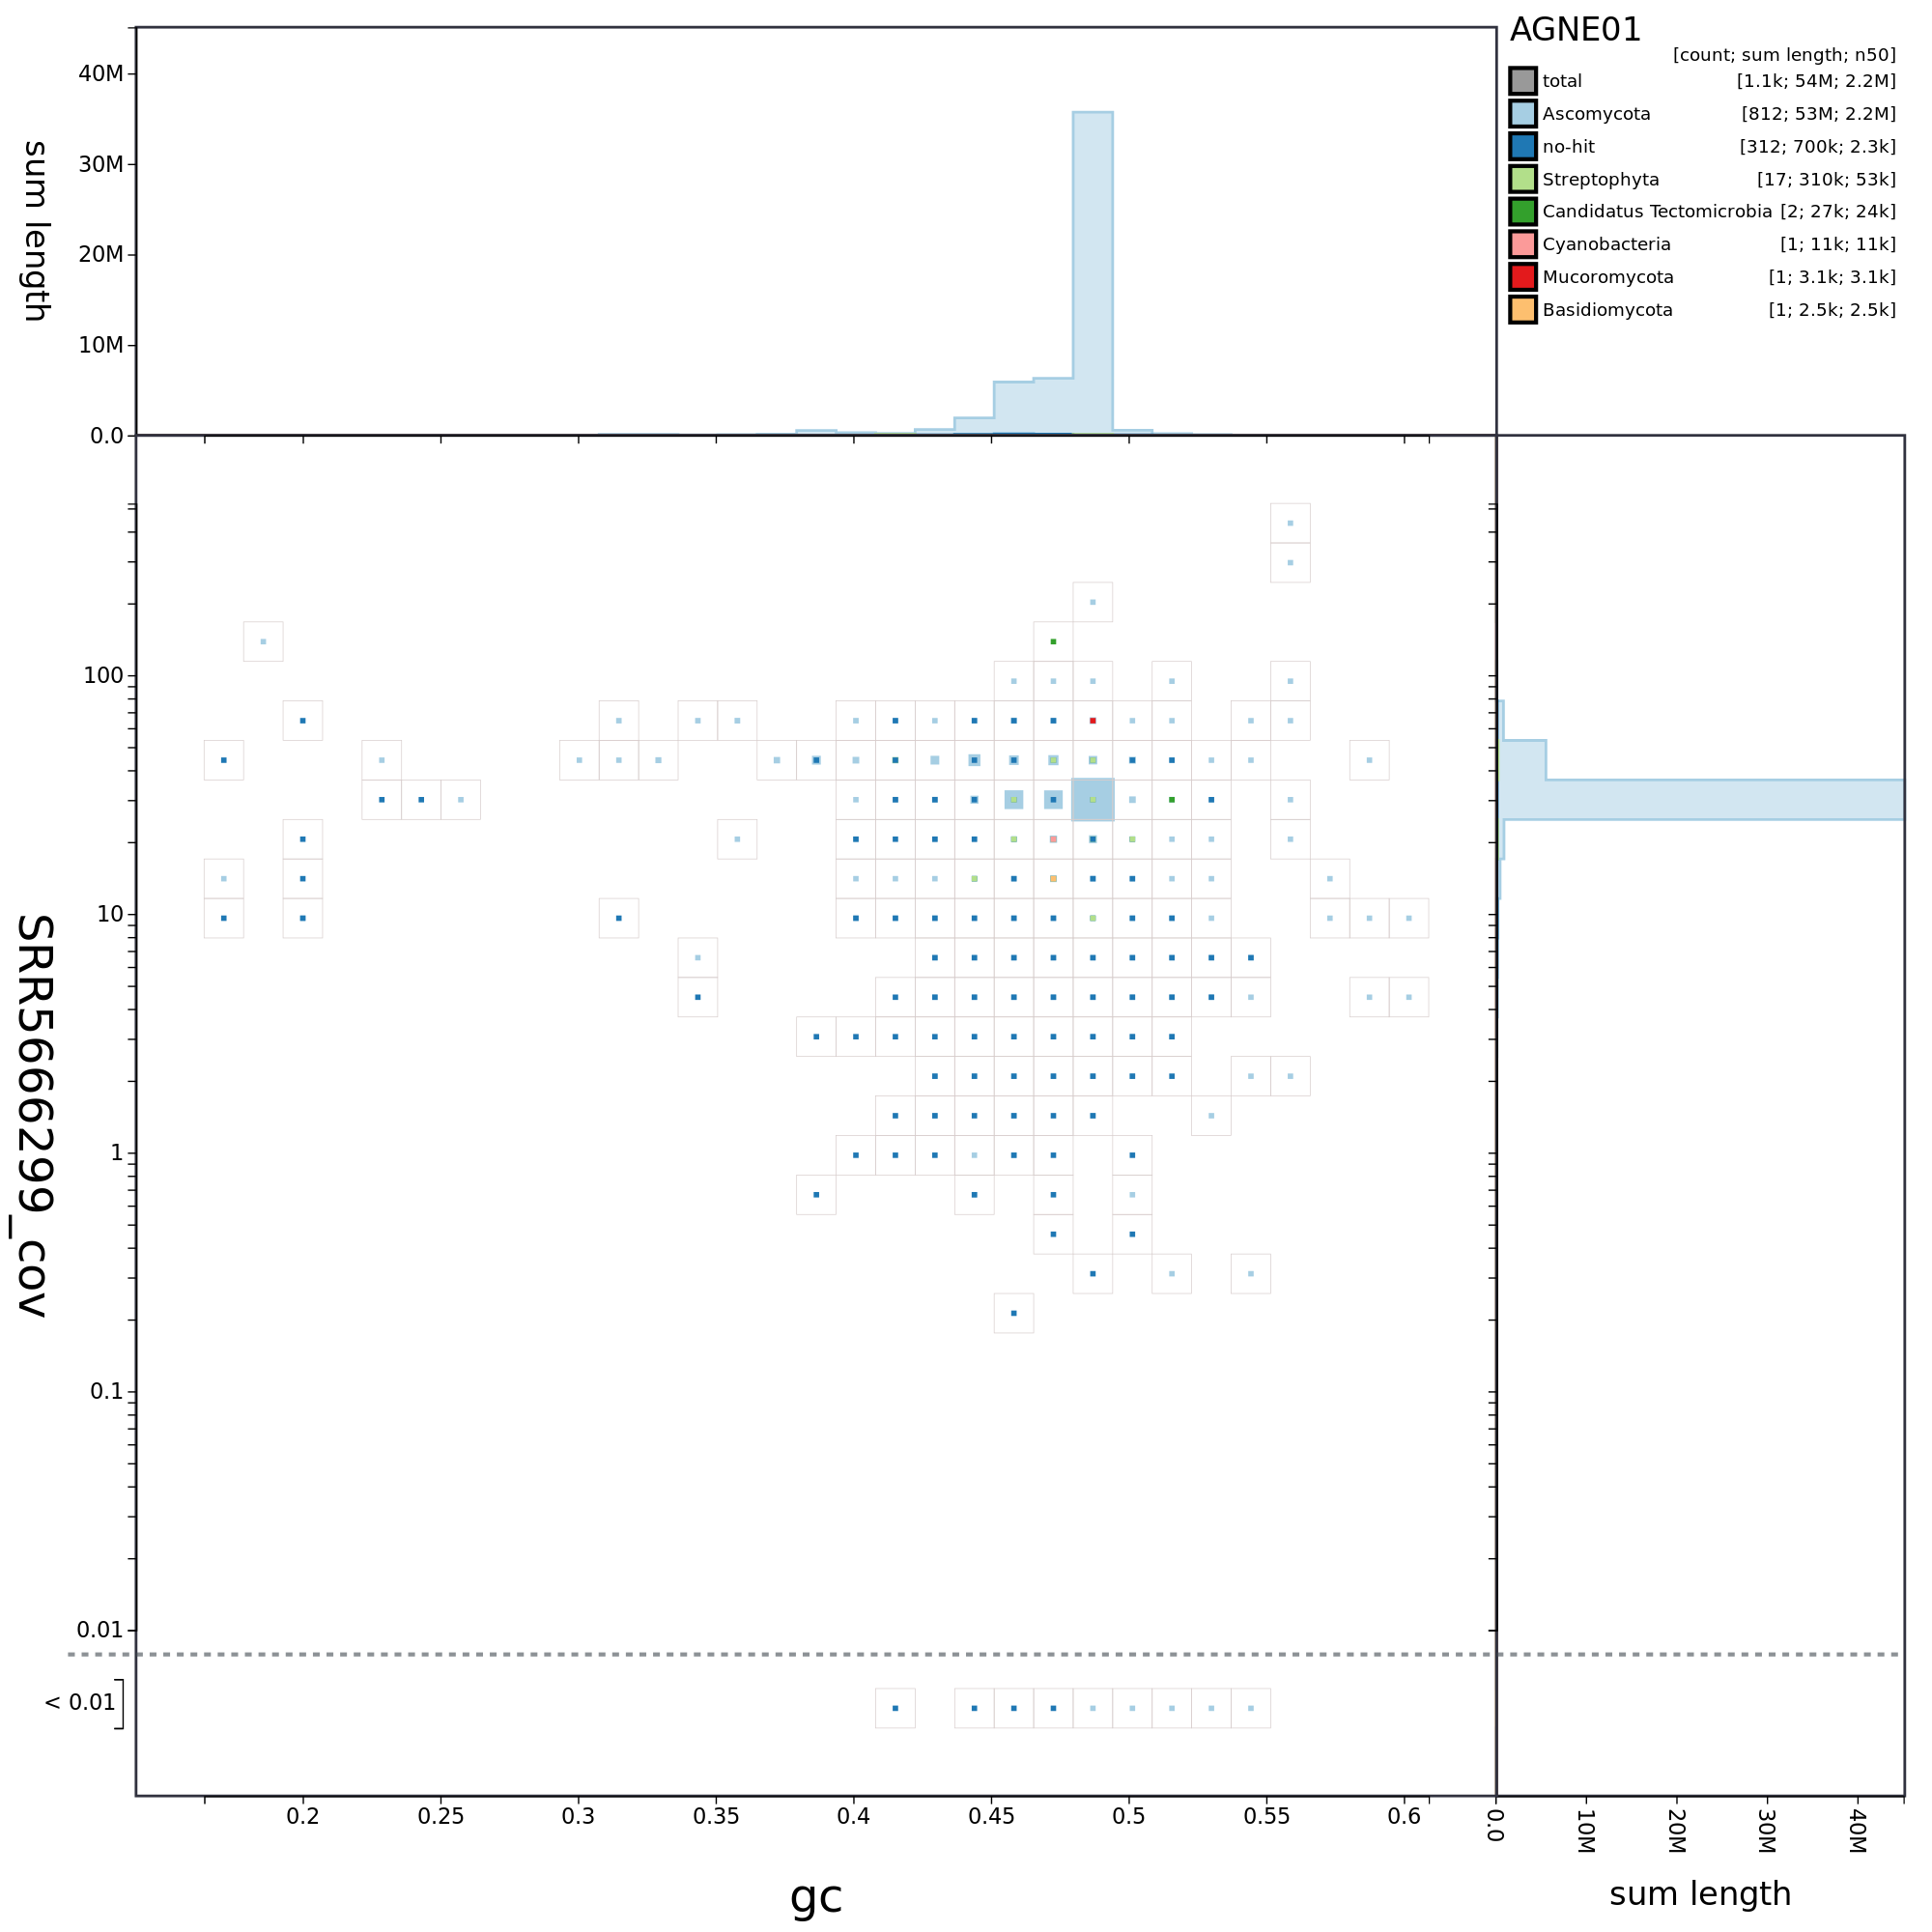 AGNE01
[count; sum length; n50]
total [1.1k; 54M; 2.2M]
Ascomycota [812; 53M; 2.2M]
no-hit [312; 700k; 2.3k]
Streptophyta [17; 310k; 53k]
Candidatus Tectomicrobia [2; 27k; 24k]
Cyanobacteria [1; 11k; 11k]
Mucoromycota [1; 3.1k; 3.1k]
Basidiomycota [1; 2.5k; 2.5k]
sum length
40M
30M
20M
10M
0.0
SRR5666299_cov
100
10
1
0.1
0.01
< 0.01
0.2 0.25 0.3 0.35 0.4 0.45 0.5 0.55 0.6
gc
0.0 10M 20M 30M 40M
sum length